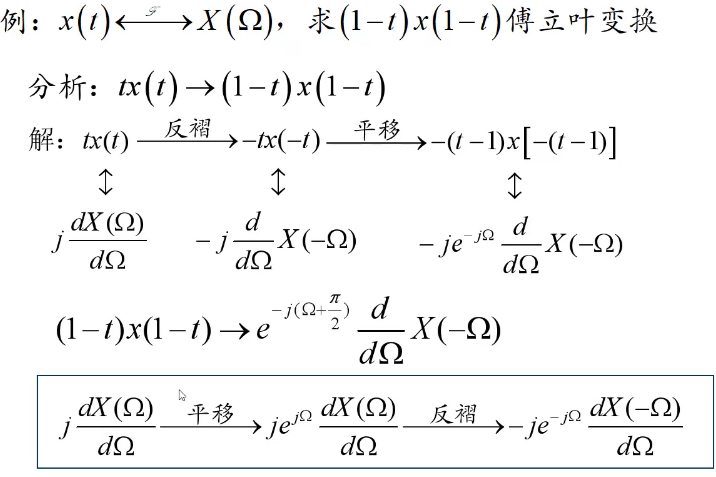 例：x(t) ⟷ℱ X(Ω)，求(1−t)x(1−t)傅立叶变换
分析：tx(t)→(1−t)x(1−t)
解：tx(t) ⟶反褶 −tx(−t) ⟶平移 −(t−1)x[−(t−1)]
↕ ↕ ↕
j dX(Ω)/dΩ −j d/dΩ X(−Ω) −je^{−jΩ} d/dΩ X(−Ω)
(1−t)x(1−t)→e^{−j(Ω+π/2)} d/dΩ X(−Ω)
j dX(Ω)/dΩ ⟶平移 je^{jΩ} dX(Ω)/dΩ ⟶反褶 −je^{−jΩ} dX(−Ω)/dΩ